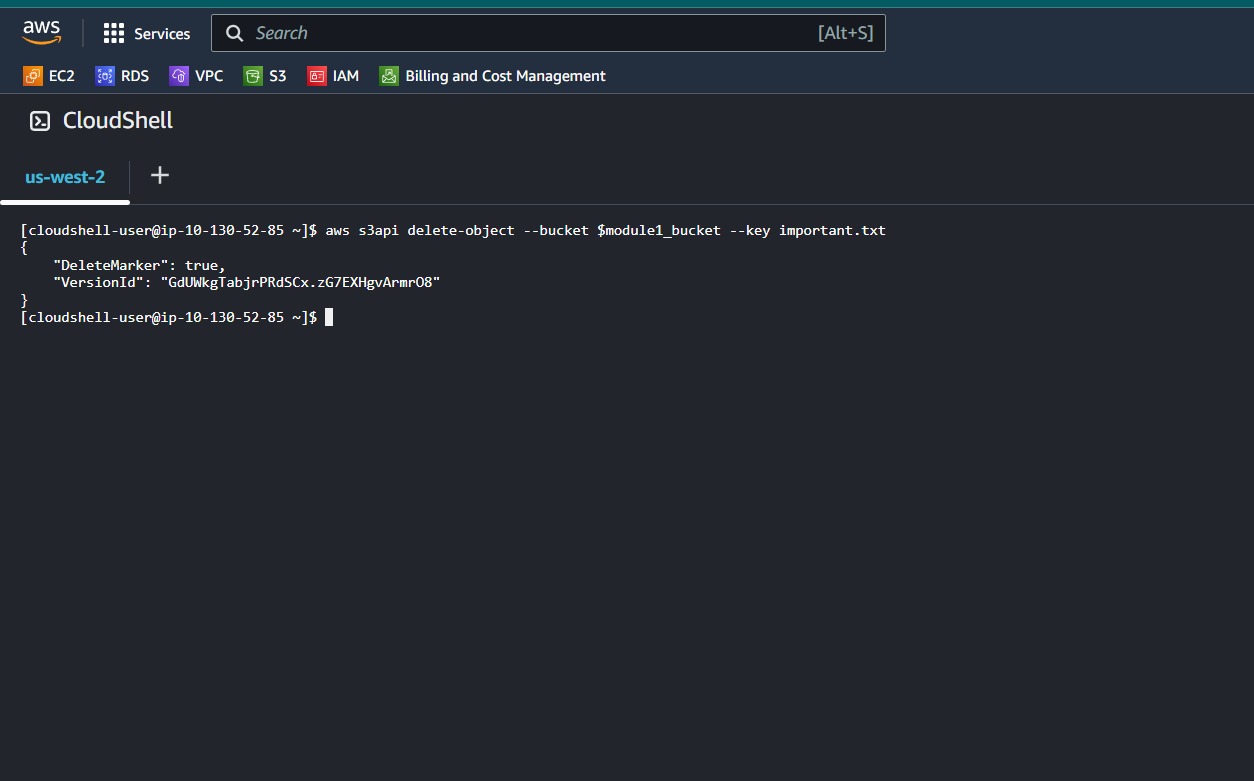 aws Services Search [Alt+S]
EC2 RDS VPC S3 IAM Billing and Cost Management
CloudShell
us-west-2 +
[cloudshell-user@ip-10-130-52-85 ~]$ aws s3api delete-object --bucket $module1_bucket --key important.txt
{
    "DeleteMarker": true,
    "VersionId": "GdUWkgTabjrPRdSCx.zG7EXHgvArmrO8"
}
[cloudshell-user@ip-10-130-52-85 ~]$